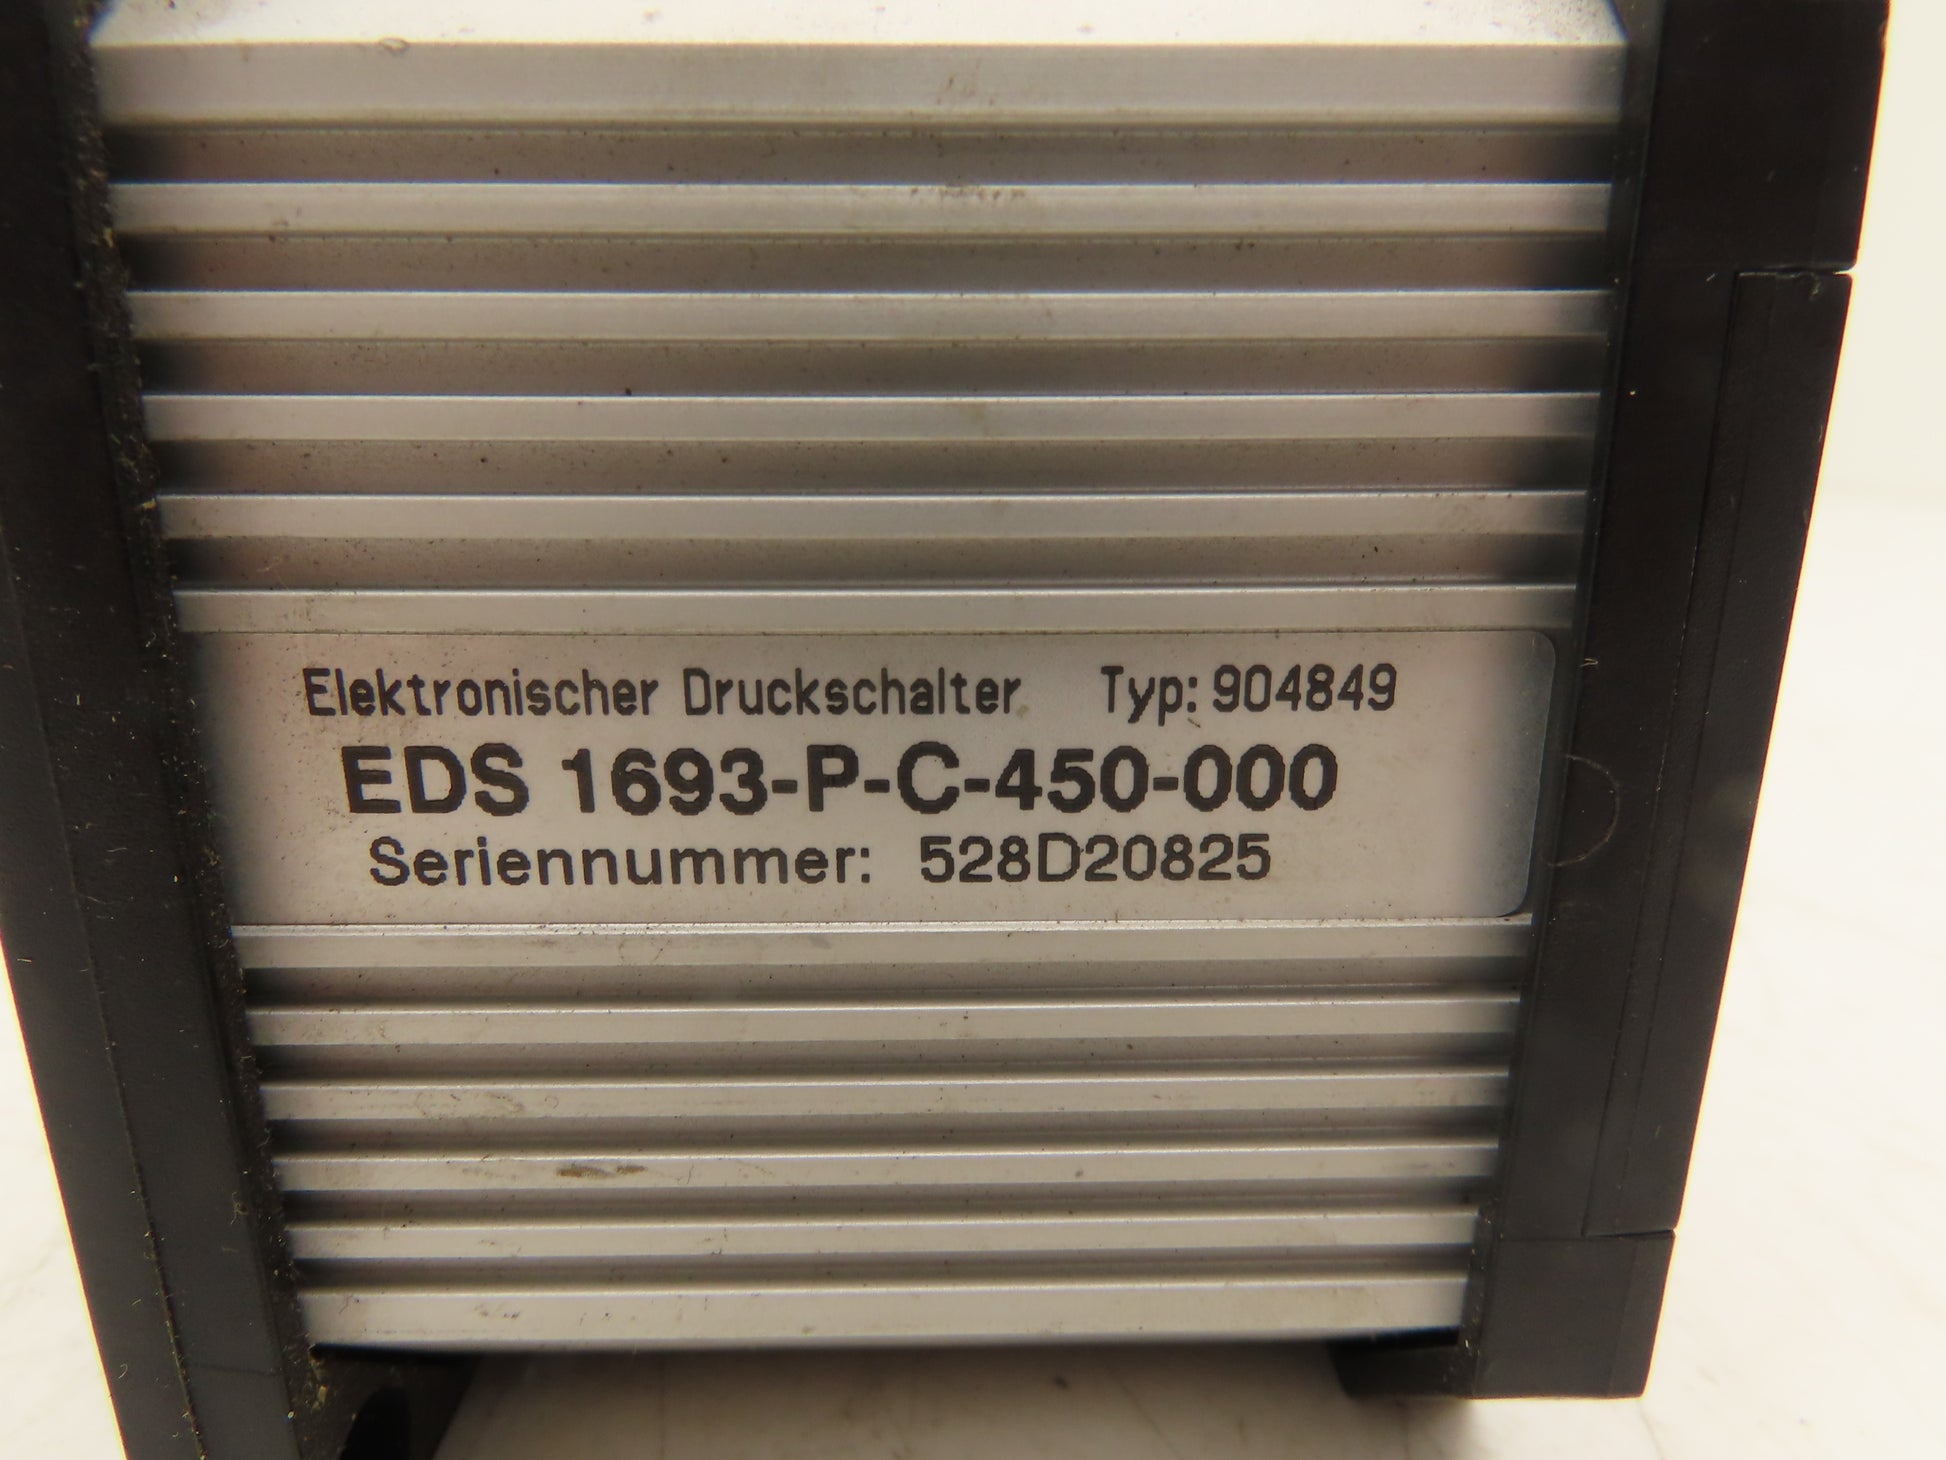 Elektronischer Druckschalter Typ: 904849
EDS 1693-P-C-450-000
Seriennummer: 528D20825